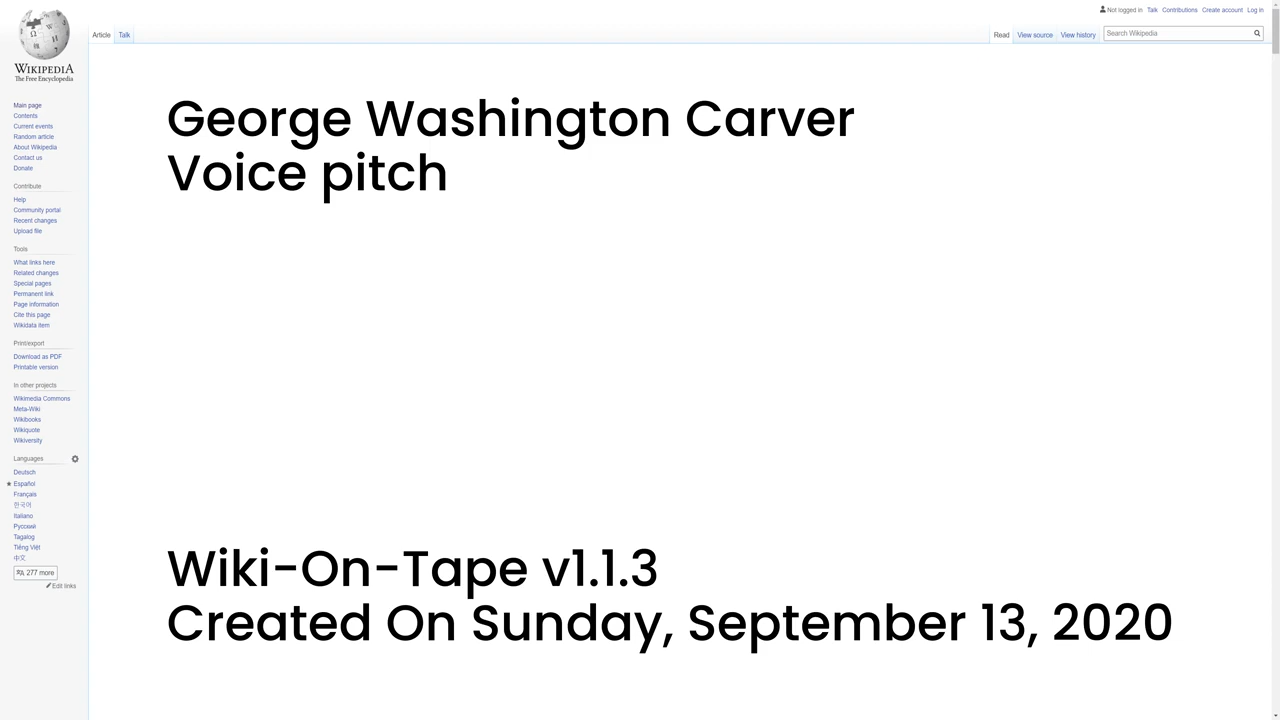 Not logged in Talk Contributions Create account Log in
Article Talk Read View source View history Search Wikipedia
WIKIPEDIA
The Free Encyclopedia
Main page
Contents
Current events
Random article
About Wikipedia
Contact us
Donate
Contribute
Help
Community portal
Recent changes
Upload file
Tools
What links here
Related changes
Special pages
Permanent link
Page information
Cite this page
Wikidata item
Print/export
Download as PDF
Printable version
In other projects
Wikimedia Commons
Meta-Wiki
Wikibooks
Wikiquote
Wikiversity
Languages
Deutsch
Español
Français
한국어
Italiano
Русский
Tagalog
Tiếng Việt
中文
277 more
Edit links
George Washington Carver
Voice pitch
Wiki-On-Tape v1.1.3
Created On Sunday, September 13, 2020